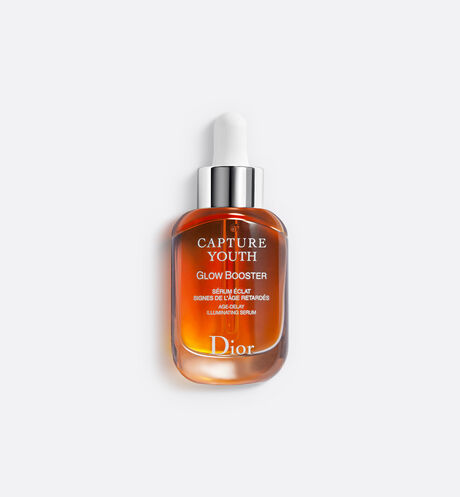 CAPTURE
YOUTH
GLOW BOOSTER
SÉRUM ÉCLAT
SIGNES DE L'ÂGE RETARDÉS
AGE-DELAY
ILLUMINATING SERUM
Dior